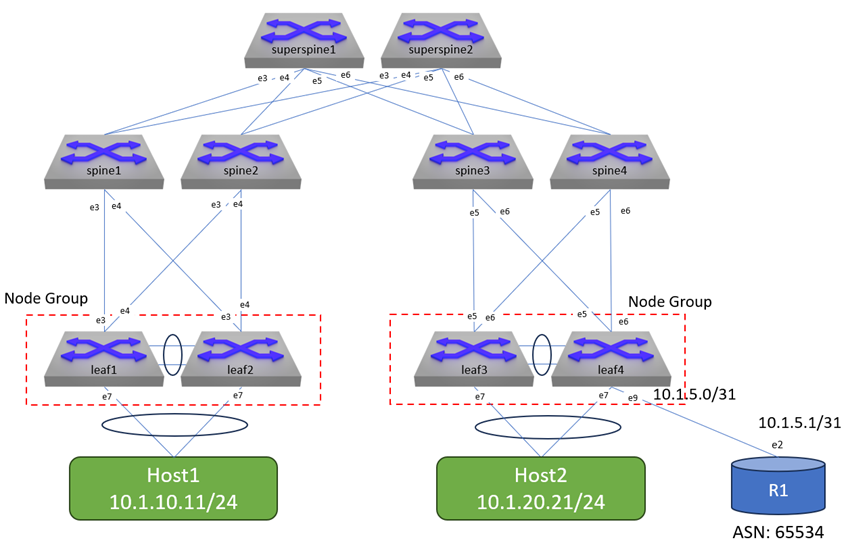 superspine1
superspine2
e3
e4
e5
e6
e3
e4
e5
e6
spine1
spine2
spine3
spine4
e3
e4
e3
e4
e5
e6
e5
e6
Node Group
Node Group
e3
e4
e3
e4
e5
e6
e5
e6
leaf1
leaf2
leaf3
leaf4
e7
e7
e7
e7
e9
10.1.5.0/31
10.1.5.1/31
e2
Host1
10.1.10.11/24
Host2
10.1.20.21/24
R1
ASN: 65534